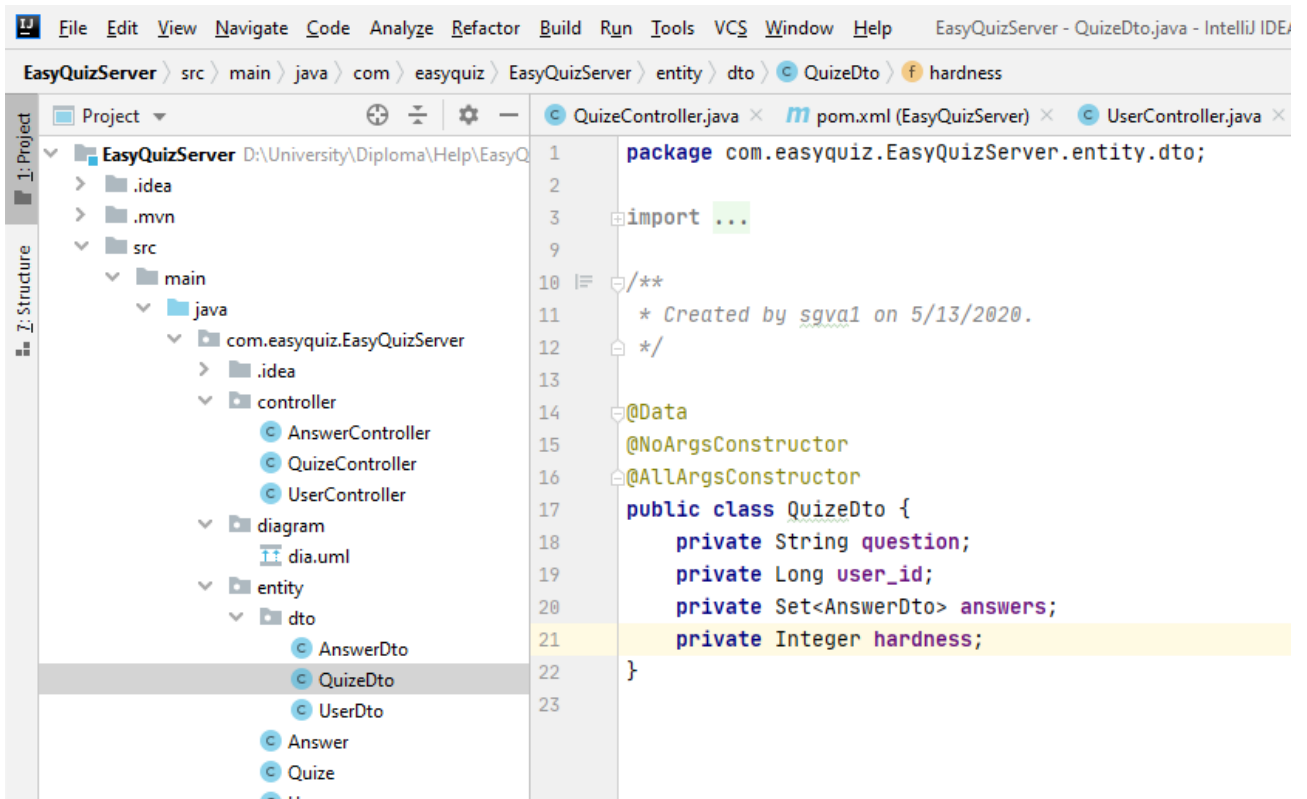 IJ File Edit View Navigate Code Analyze Refactor Build Run Tools VCS Window Help EasyQuizServer - QuizeDto.java - IntelliJ IDEA
EasyQuizServer src main java com easyquiz EasyQuizServer entity dto C QuizeDto f hardness
1: Project
7: Structure
Project
EasyQuizServer D:\University\Diploma\Help\EasyQ
.idea
.mvn
src
main
java
com.easyquiz.EasyQuizServer
.idea
controller
C AnswerController
C QuizeController
C UserController
diagram
dia.uml
entity
dto
C AnswerDto
C QuizeDto
C UserDto
C Answer
C Quize
C QuizeController.java m pom.xml (EasyQuizServer) C UserController.java
1 package com.easyquiz.EasyQuizServer.entity.dto;
2
3 import ...
9
10 /**
11 * Created by sgva1 on 5/13/2020.
12 */
13
14 @Data
15 @NoArgsConstructor
16 @AllArgsConstructor
17 public class QuizeDto {
18 private String question;
19 private Long user_id;
20 private Set<AnswerDto> answers;
21 private Integer hardness;
22 }
23